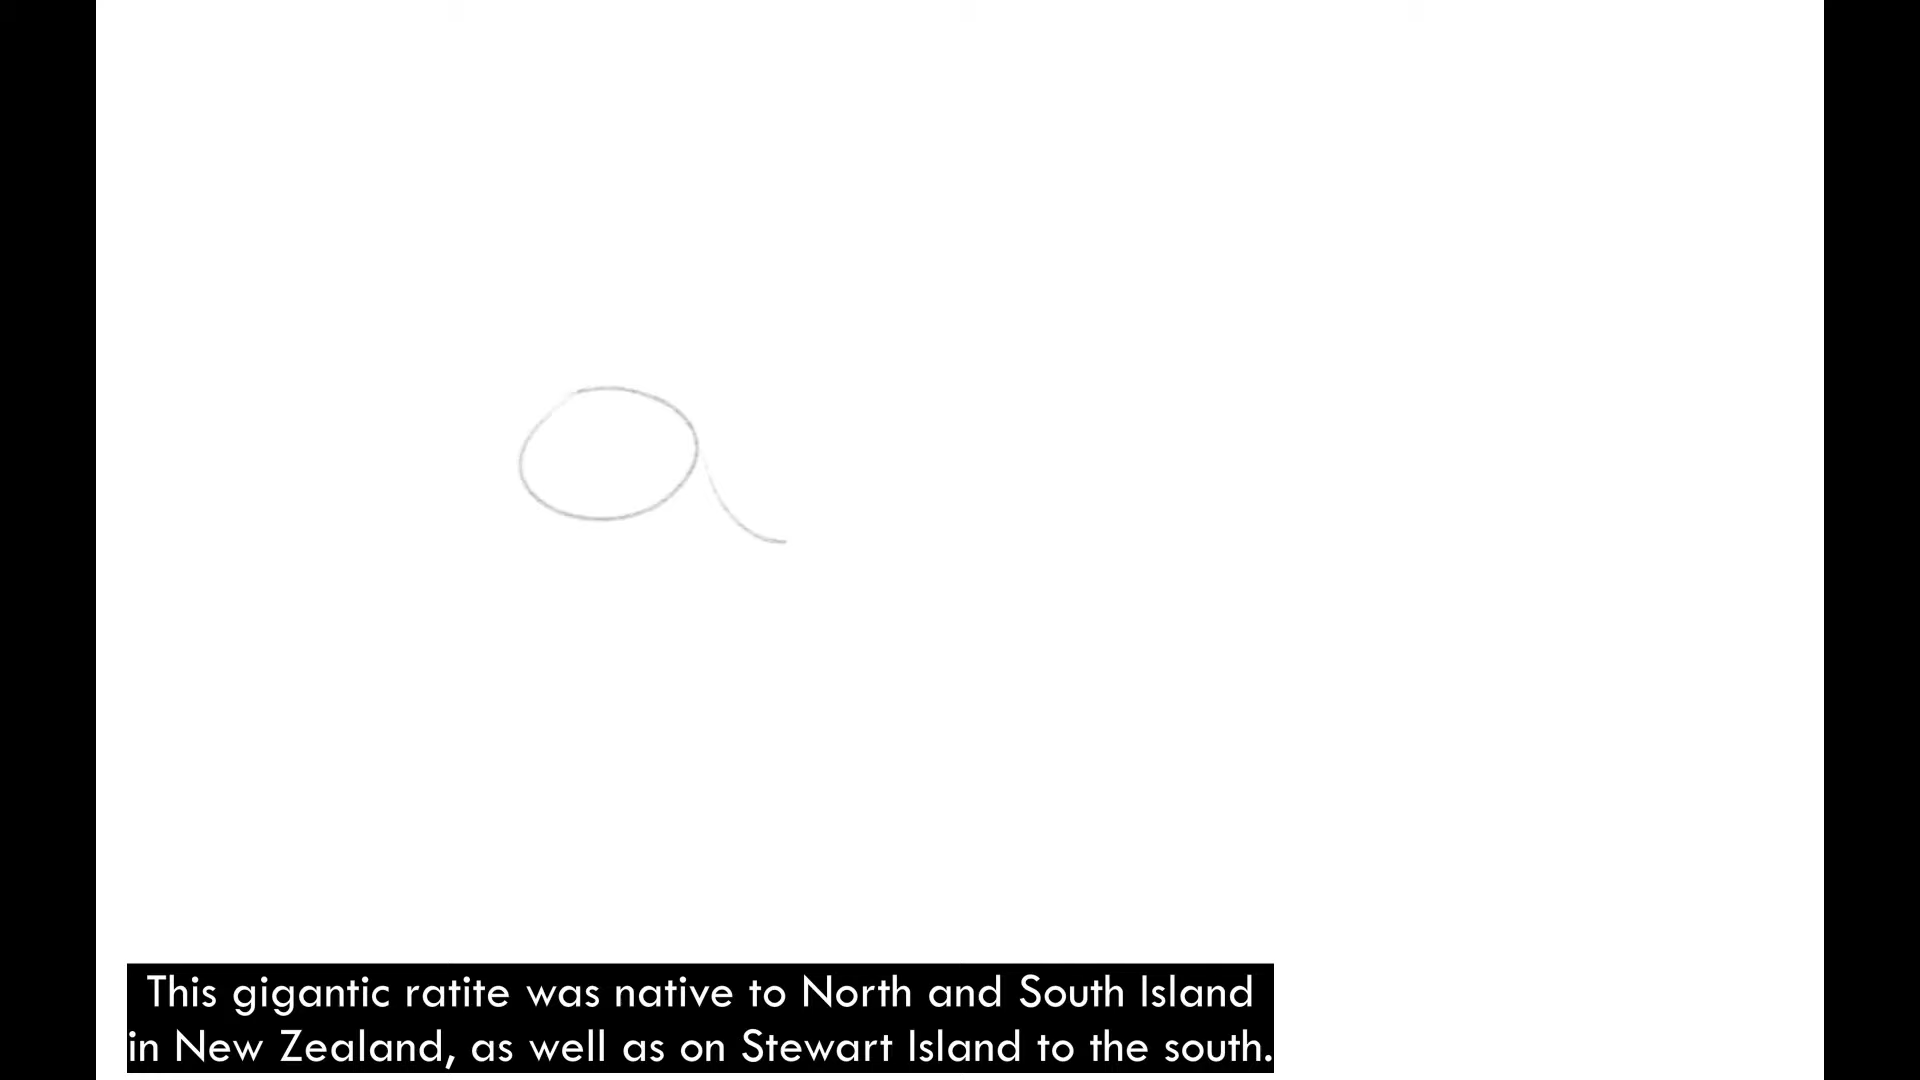 This gigantic ratite was native to North and South Island
in New Zealand, as well as on Stewart Island to the south.